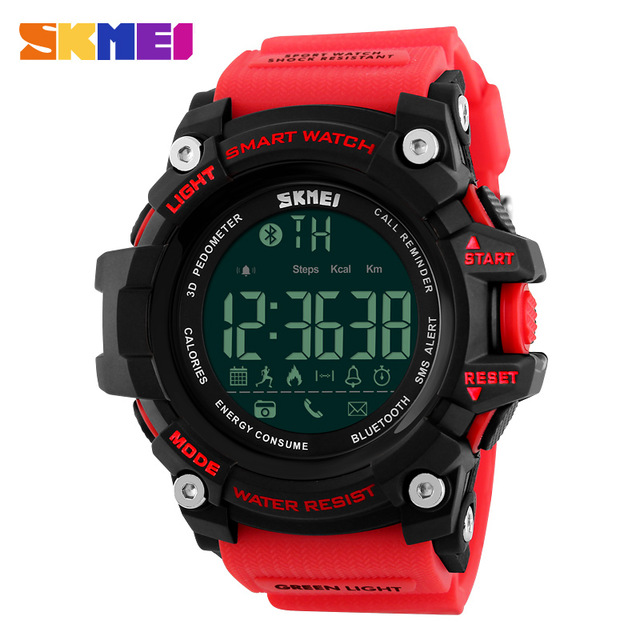 SKMEI
SPORT WATCH
SHOCK RESISTANT
SMART WATCH
LIGHT
SKMEI
3D PEDOMETER
CALL REMINDER
TH
START
Steps Kcal Km
12:3638
CALORIES
SMS ALERT
RESET
ENERGY CONSUME
BLUETOOTH
MODE
WATER RESIST
GREEN LIGHT